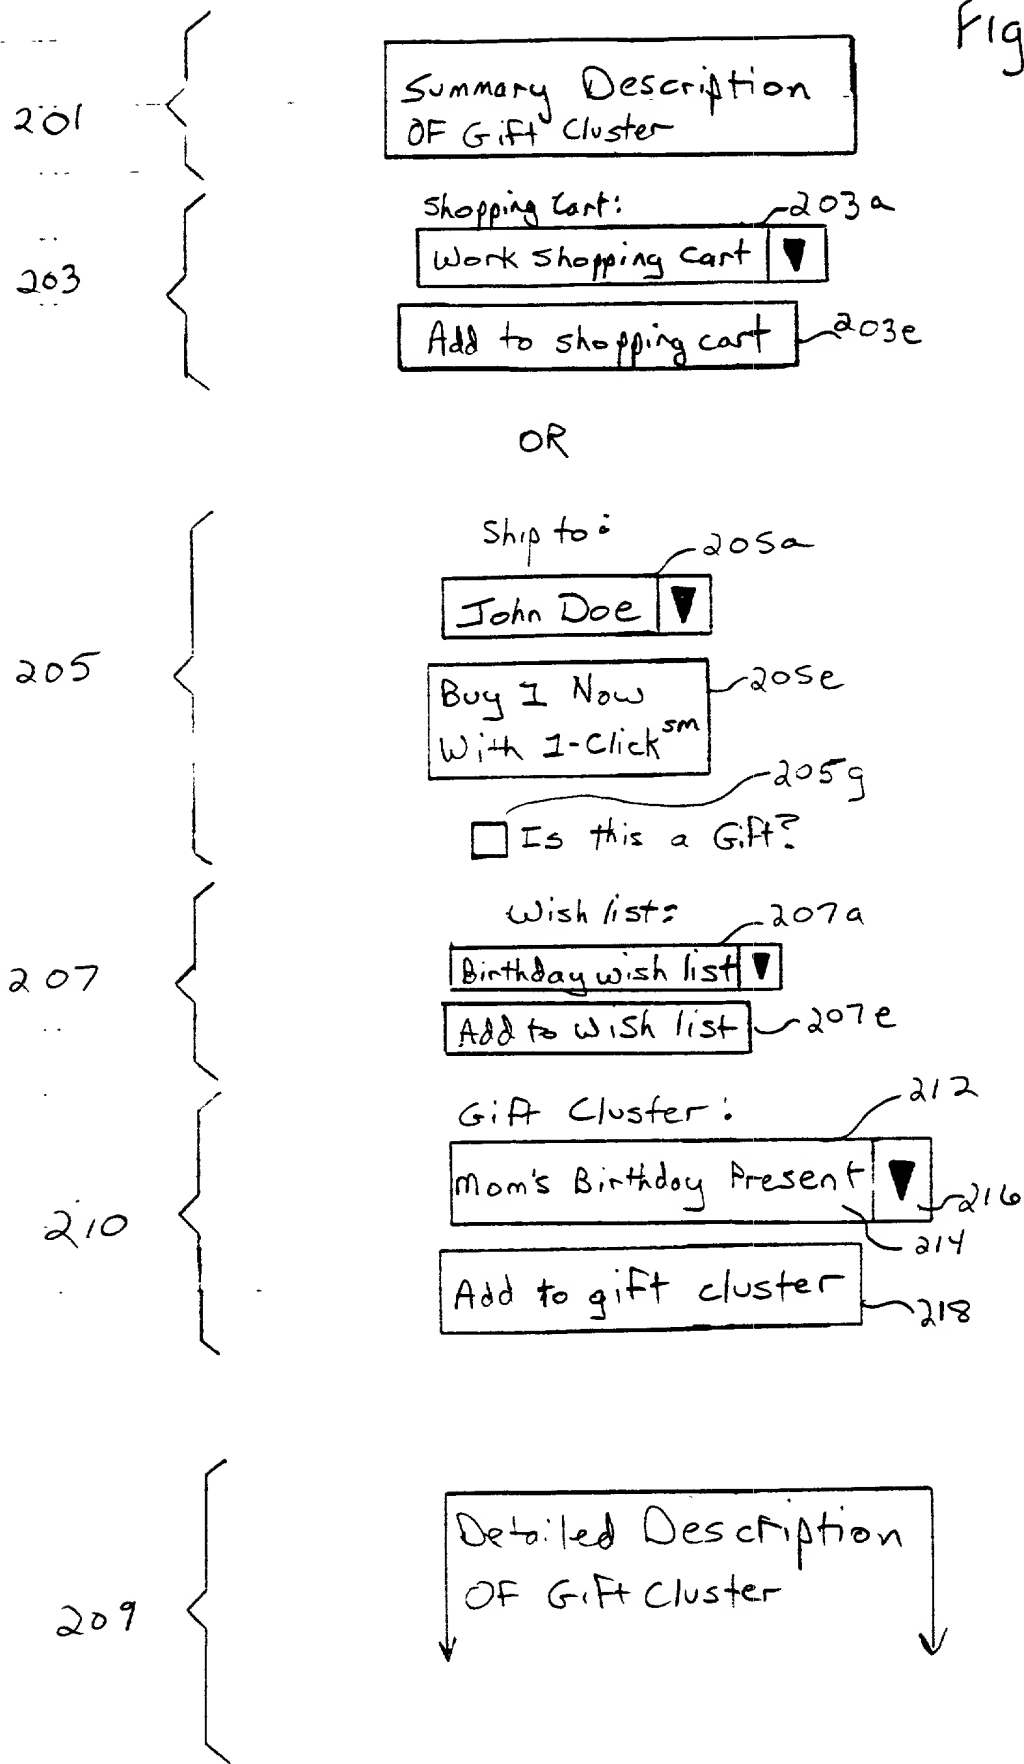 Fig
Summary Description
OF Gift Cluster
201
Shopping Cart:
203a
Work Shopping Cart
203
Add to shopping cart
203e
OR
Ship to:
205a
John Doe
205
Buy 1 Now
With 1-Click sm
205e
205g
Is this a Gift?
Wish list:
207a
Birthday wish list
207
Add to wish list
207e
Gift Cluster:
212
Mom's Birthday Present
216
210
214
Add to gift cluster
218
Detailed Description
OF Gift Cluster
209